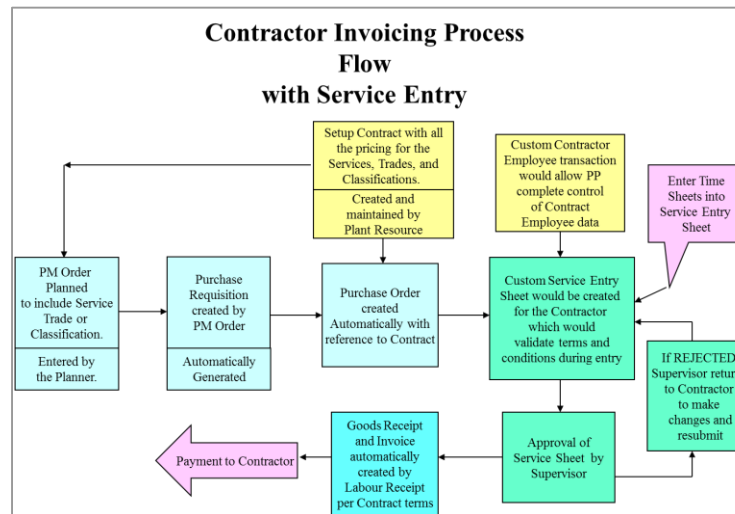 Contractor Invoicing Process
Flow
with Service Entry
Setup Contract with all
the pricing for the
Services, Trades, and
Classifications.
Created and
maintained by
Plant Resource
Custom Contractor
Employee transaction
would allow PP
complete control
of Contract
Employee data
Enter Time
Sheets into
Service Entry
Sheet
PM Order
Planned
to include Service
Trade or
Classification.
Entered by
the Planner.
Purchase
Requisition
created by
PM Order
Automatically
Generated
Purchase Order
created
Automatically with
reference to Contract
Custom Service Entry
Sheet would be created
for the Contractor
which would
validate terms and
conditions during entry
If REJECTED
Supervisor return
to Contractor
to make
changes and
resubmit
Payment to Contractor
Goods Receipt
and Invoice
automatically
created by
Labour Receipt
per Contract terms
Approval of
Service Sheet by
Supervisor